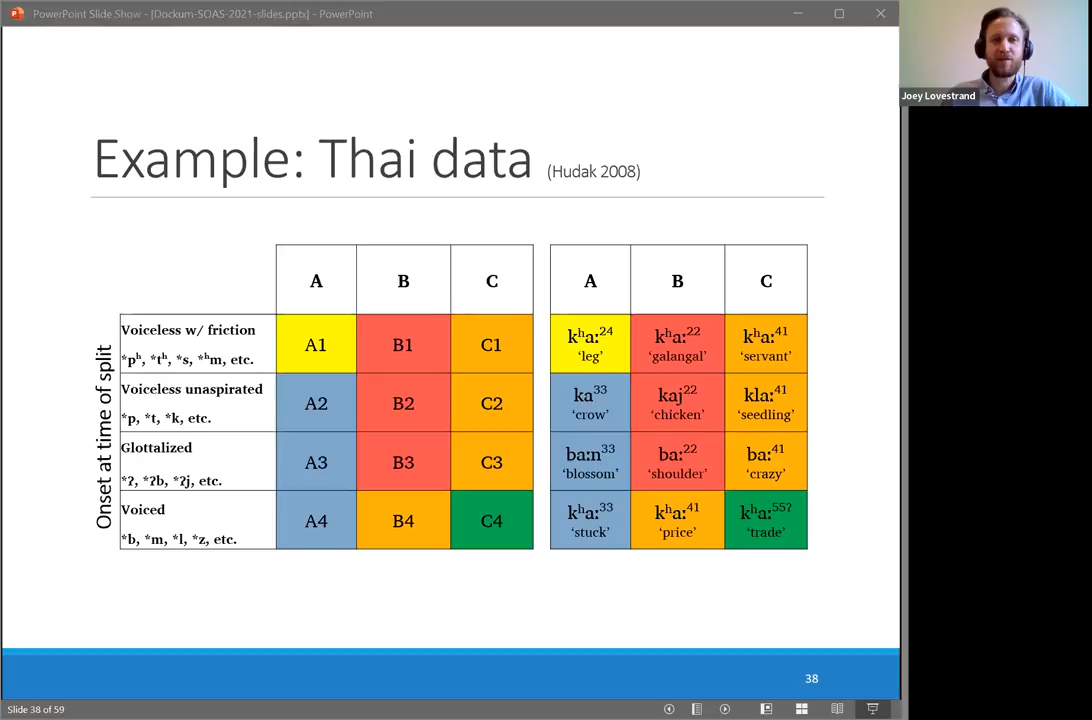 PowerPoint Slide Show - [Dockum-SOAS-2021-slides.pptx] - PowerPoint
Joey Lovestrand
Example: Thai data (Hudak 2008)
A B C A B C
Onset at time of split
Voiceless w/ friction
*pʰ, *tʰ, *s, *ʰm, etc.
A1 B1 C1
kʰa:²⁴ kʰa:²² kʰa:⁴¹
‘leg’ ‘galangal’ ‘servant’
Voiceless unaspirated
*p, *t, *k, etc.
A2 B2 C2
ka³³ kaj²² kla:⁴¹
‘crow’ ‘chicken’ ‘seedling’
Glottalized
*ʔ, *ʔb, *ʔj, etc.
A3 B3 C3
ba:n³³ ba:²² ba:⁴¹
‘blossom’ ‘shoulder’ ‘crazy’
Voiced
*b, *m, *l, *z, etc.
A4 B4 C4
kʰa:³³ kʰa:⁴¹ kʰa:⁵⁵ˀ
‘stuck’ ‘price’ ‘trade’
38
Slide 38 of 59